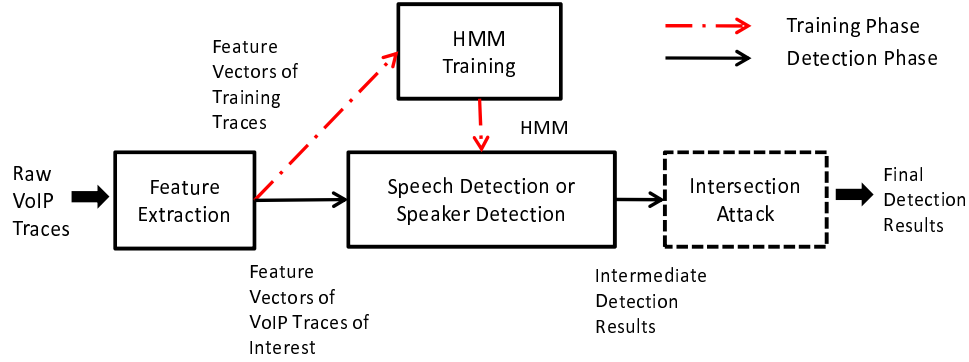 Feature
Vectors of
Training
Traces
HMM
Training
Training Phase
Detection Phase
HMM
Raw
VoIP
Traces
Feature
Extraction
Speech Detection or
Speaker Detection
Intersection
Attack
Final
Detection
Results
Feature
Vectors of
VoIP Traces of
Interest
Intermediate
Detection
Results